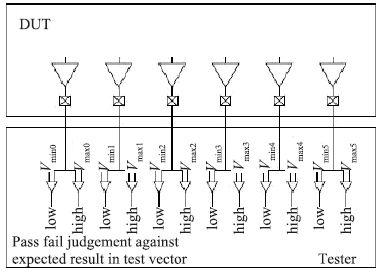 DUT
Vmin0 Vmax0 Vmin1 Vmax1 Vmin2 Vmax2 Vmin3 Vmax3 Vmin4 Vmax4 Vmin5 Vmax5
low high low high low high low high low high low high
Pass fail judgement against
expected result in test vector
Tester